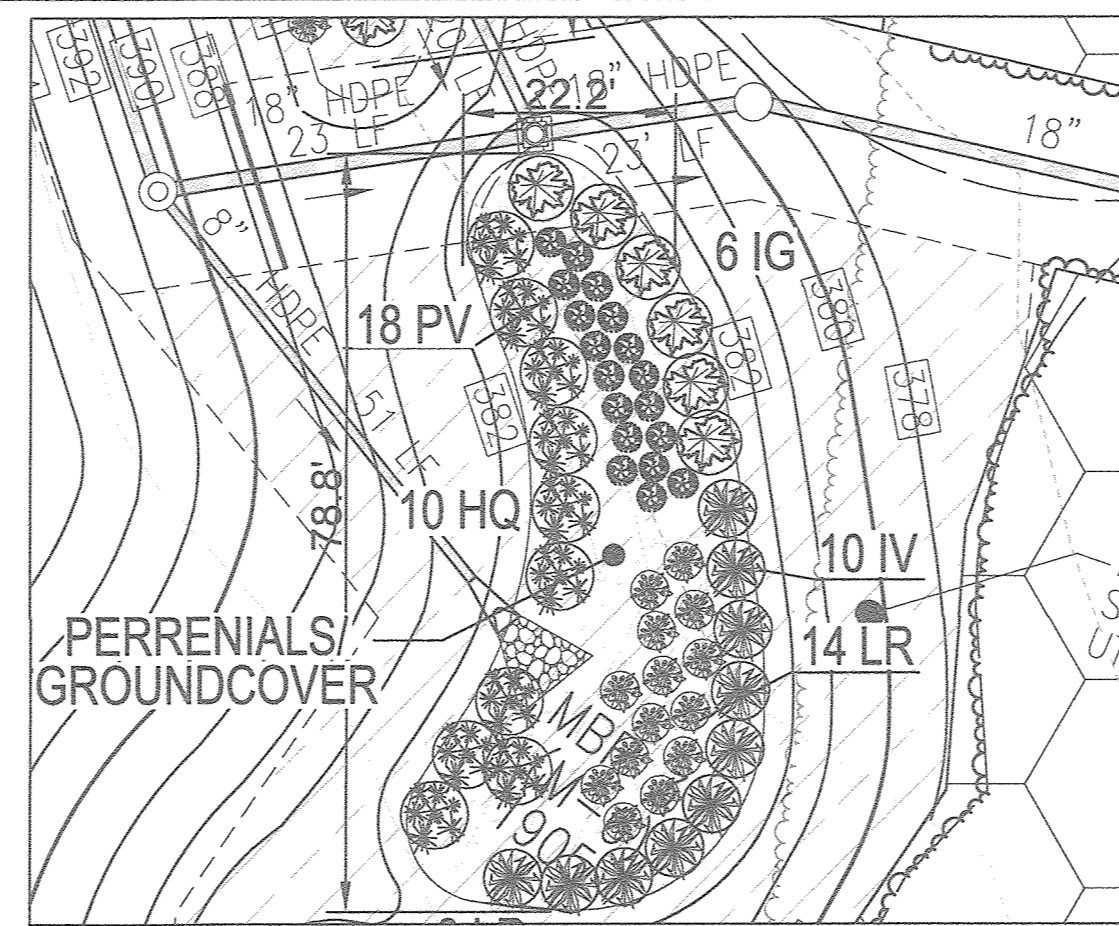 392
390
388
18"
HDPE
23 LF
22.2'
18"
HDPE
23'
LF
18"
8"
HDPE
51 LF
6 IG
18 PV
382
382
380
378
78.8'
10 HQ
10 IV
14 LR
PERRENIALS/
GROUNDCOVER
MB